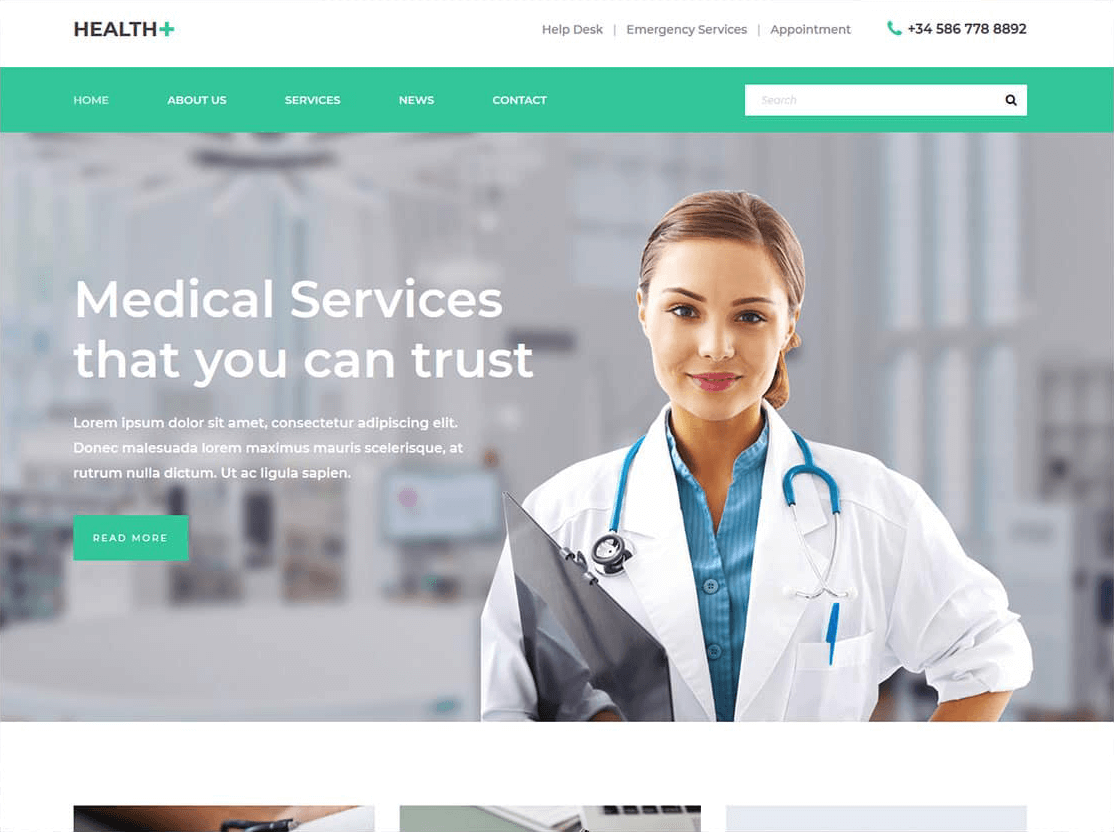 HEALTH+
Help Desk | Emergency Services | Appointment
+34 586 778 8892
HOME ABOUT US SERVICES NEWS CONTACT
Search
Medical Services
that you can trust
Lorem ipsum dolor sit amet, consectetur adipiscing elit.
Donec malesuada lorem maximus mauris scelerisque, at
rutrum nulla dictum. Ut ac ligula sapien.
READ MORE